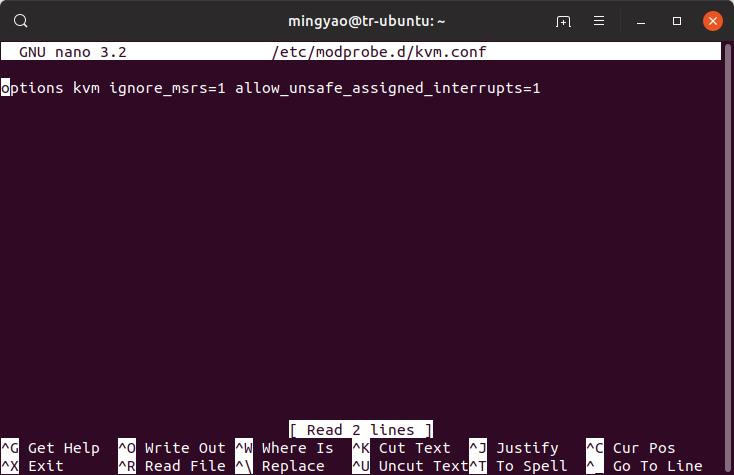 mingyao@tr-ubuntu: ~
GNU nano 3.2 /etc/modprobe.d/kvm.conf
options kvm ignore_msrs=1 allow_unsafe_assigned_interrupts=1
[ Read 2 lines ]
^G Get Help ^O Write Out ^W Where Is ^K Cut Text ^J Justify ^C Cur Pos
^X Exit ^R Read File ^\ Replace ^U Uncut Text ^T To Spell ^_ Go To Line